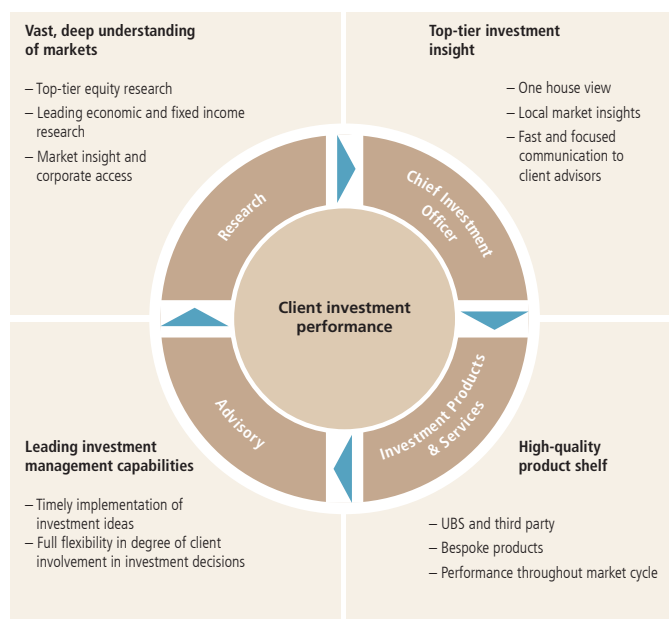 Vast, deep understanding
of markets
– Top-tier equity research
– Leading economic and fixed income
research
– Market insight and
corporate access
Top-tier investment
insight
– One house view
– Local market insights
– Fast and focused
communication to
client advisors
Research
Chief Investment
Officer
Client investment
performance
Advisory
Investment Products
& Services
Leading investment
management capabilities
– Timely implementation of
investment ideas
– Full flexibility in degree of client
involvement in investment decisions
High-quality
product shelf
– UBS and third party
– Bespoke products
– Performance throughout market cycle